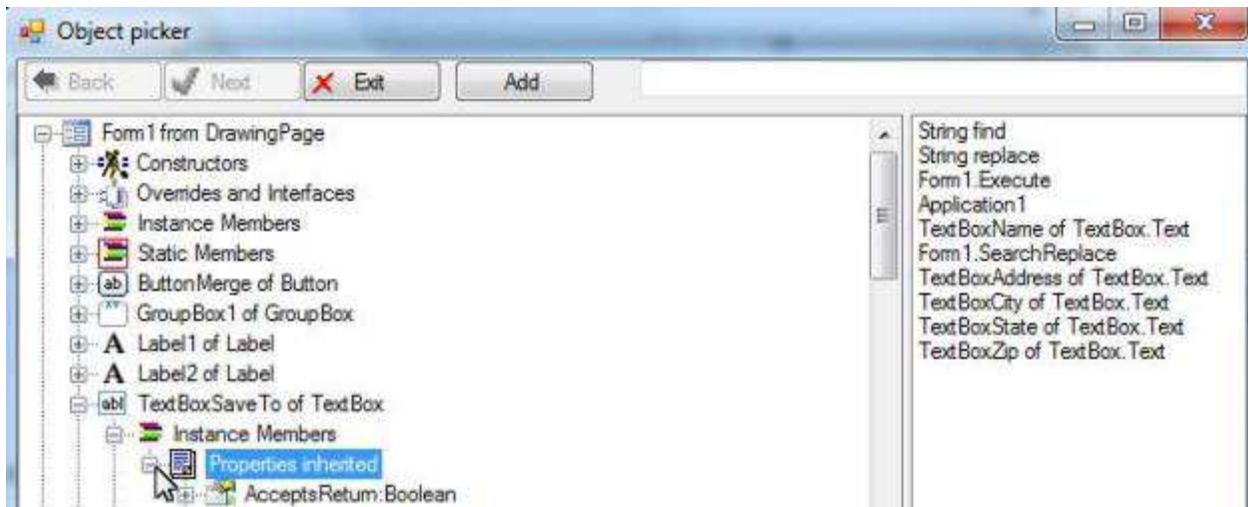 Object picker
Back Next Exit Add
Form1 from DrawingPage
Constructors
Overrides and Interfaces
Instance Members
Static Members
ab ButtonMerge of Button
XY GroupBox1 of GroupBox
A Label1 of Label
A Label2 of Label
abl TextBoxSaveTo of TextBox
Instance Members
Properties inherited
AcceptsReturn:Boolean
String find
String replace
Form1.Execute
Application1
TextBoxName of TextBox.Text
Form1.SearchReplace
TextBoxAddress of TextBox.Text
TextBoxCity of TextBox.Text
TextBoxState of TextBox.Text
TextBoxZip of TextBox.Text